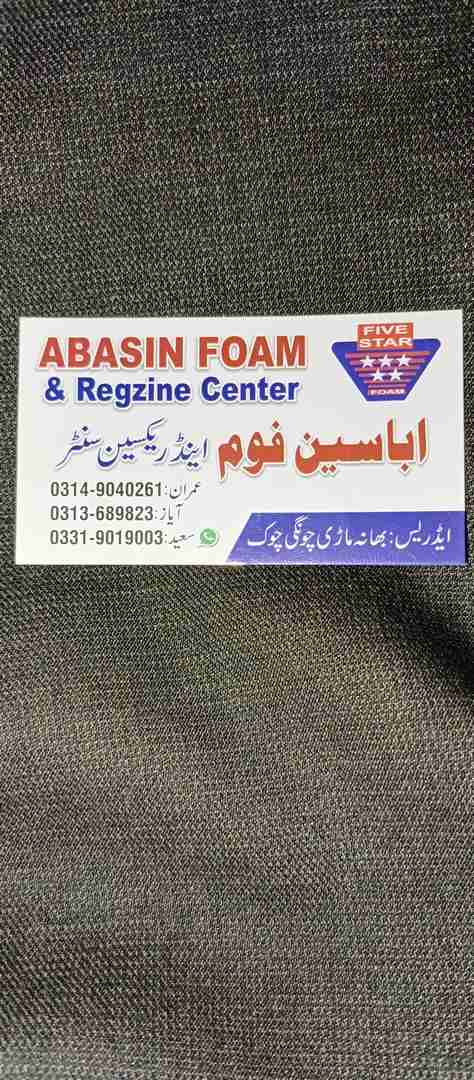 ABASIN FOAM
& Regzine Center
FIVE
STAR
FOAM
اباسین فوم اینڈ ریکسین سنٹر
عمران: 0314-9040261
آیاز: 0313-689823
سعید: 0331-9019003
ایڈریس: بھانہ ماڑی چونگی چوک